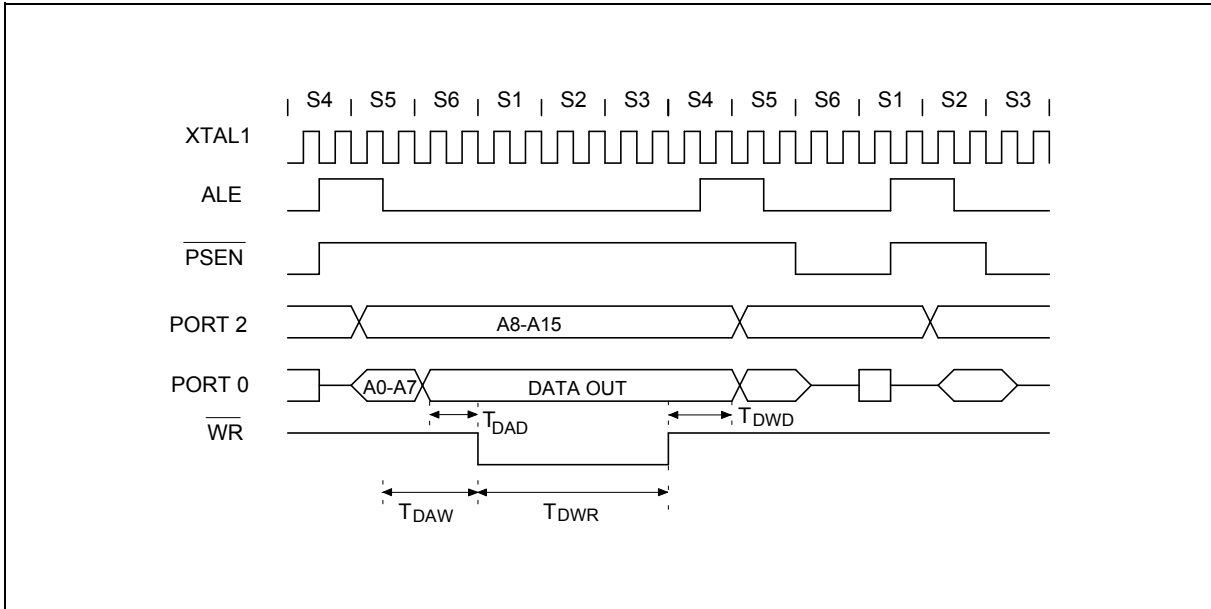 S4 S5 S6 S1 S2 S3 S4 S5 S6 S1 S2 S3
XTAL1
ALE
PSEN
PORT 2 A8-A15
PORT 0 A0-A7 DATA OUT
TDAD TDWD
WR
TDAW TDWR